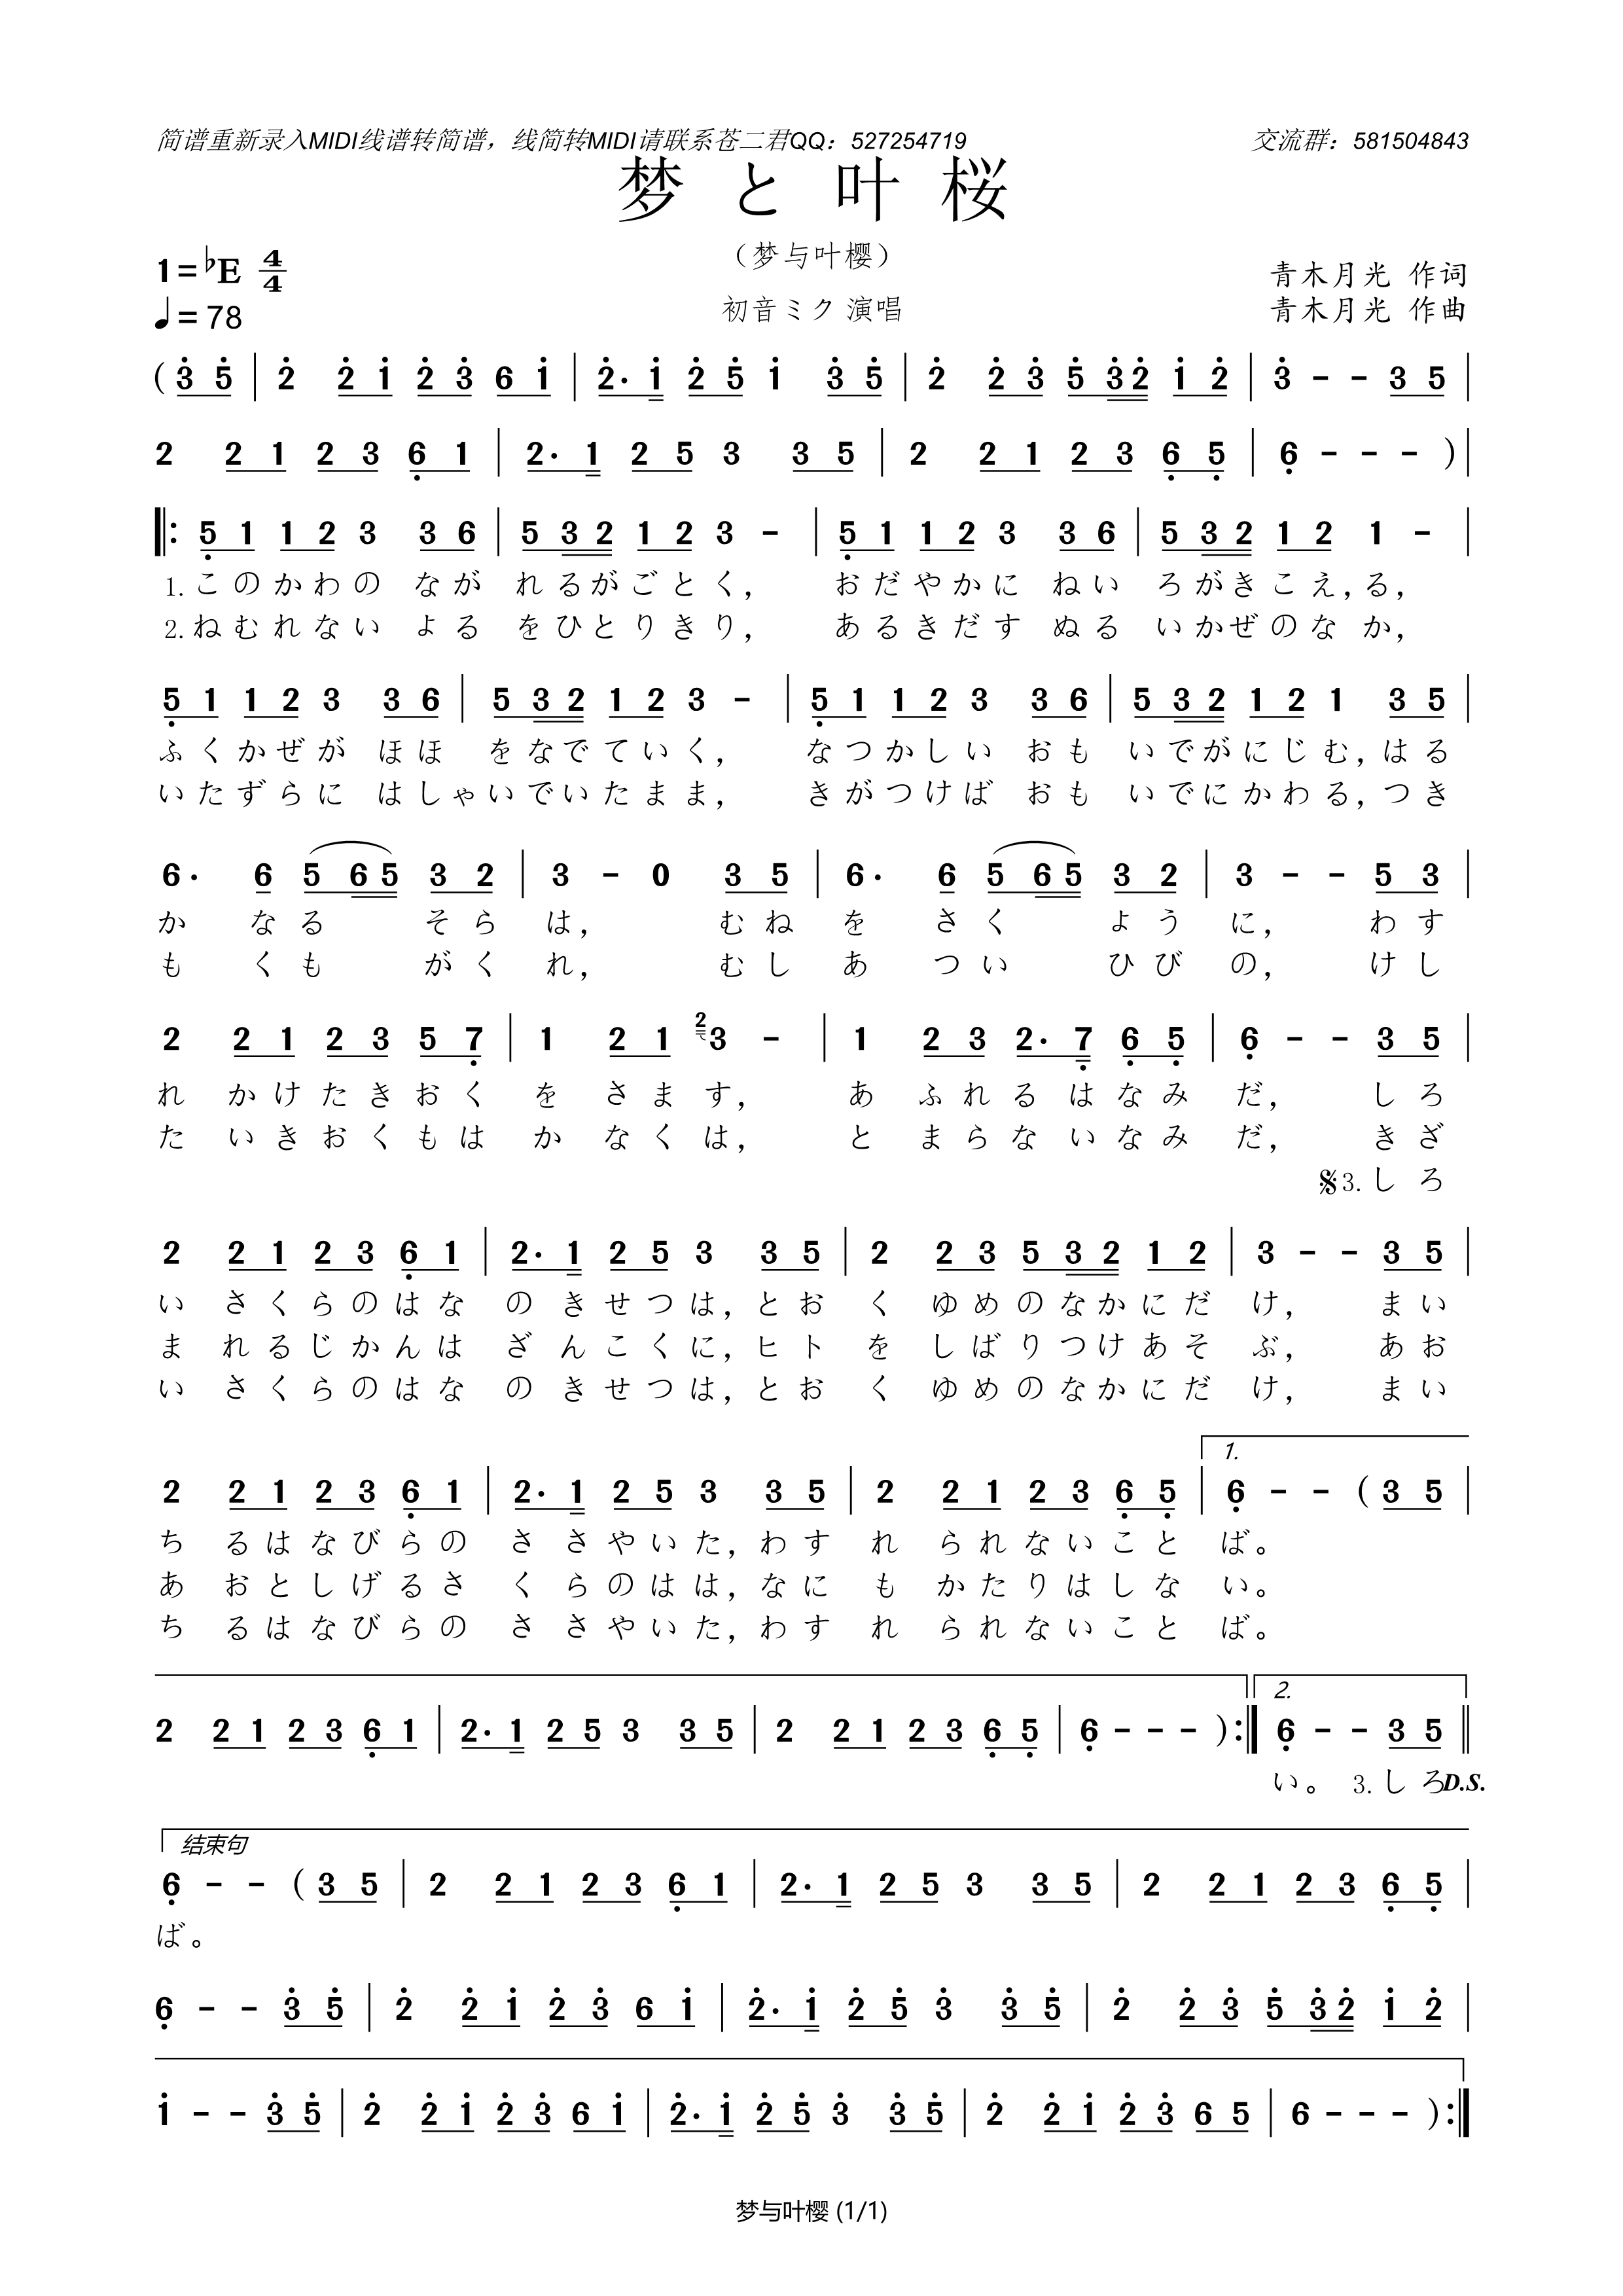 简谱重新录入MIDI线谱转简谱，线简转MIDI请联系苍二君QQ：527254719 交流群：581504843
梦 と 叶 桜
（梦与叶樱）
1=♭E 4/4
青木月光 作词
♩=78
初音ミク 演唱
青木月光 作曲
( 3̇ 5̇ | 2̇ 2̇ 1̇ 2̇ 3̇ 6 1̇ | 2̇. 1̇ 2̇ 5̇ 1̇ 3̇ 5̇ | 2̇ 2̇ 3̇ 5̇ 3̇ 2̇ 1̇ 2̇ | 3̇ - - 3 5 |
2 2 1 2 3 6̣ 1 | 2. 1 2 5 3 3 5 | 2 2 1 2 3 6̣ 5̣ | 6̣ - - - ) |
‖: 5̣ 1 1 2 3 3 6 | 5 3 2 1 2 3 - | 5̣ 1 1 2 3 3 6 | 5 3 2 1 2 1 - |
1.このかわの なが れるがごとく， おだやかに ねい ろがきこえ，る，
2.ねむれない よる をひとりきり， あるきだす ぬる いかぜのなか，
5̣ 1 1 2 3 3 6 | 5 3 2 1 2 3 - | 5̣ 1 1 2 3 3 6 | 5 3 2 1 2 1 3 5 |
ふくかぜが ほほ をなでていく， なつかしい おも いでがにじむ，はる
いたずらに はしゃいでいたまま， きがつけば おも いでにかわる，つき
6. 6 5 6 5 3 2 | 3 - 0 3 5 | 6. 6 5 6 5 3 2 | 3 - - 5 3 |
か なる そら は， むね を さく ように， わす
も くも がく れ， むし あ つい ひび の， けし
2 2 1 2 3 5 7̣ | 1 2 1 2 3 - | 1 2 3 2. 7̣ 6̣ 5̣ | 6̣ - - 3 5 |
れ かけたきおく を さます， あ ふれる はなみ だ， しろ
た いきおくもは か なくは， と まらな いなみ だ， きざ
𝄋3.しろ
2 2 1 2 3 6̣ 1 | 2. 1 2 5 3 3 5 | 2 2 3 5 3 2 1 2 | 3 - - 3 5 |
い さくらのはな の きせつは，とお く ゆめのなかにだ け， まい
ま れるじかんは ざ んこくに，ヒト を しばりつけあそ ぶ， あお
い さくらのはな の きせつは，とお く ゆめのなかにだ け， まい
1.
2 2 1 2 3 6̣ 1 | 2. 1 2 5 3 3 5 | 2 2 1 2 3 6̣ 5̣ | 6̣ - - ( 3 5 |
ち るはなびらの さ さやいた，わす れ られないこと ば。
あ おとしげるさ く らのはは，なに も かたりはしな い。
ち るはなびらの さ さやいた，わす れ られないこと ば。
2.
2 2 1 2 3 6̣ 1 | 2. 1 2 5 3 3 5 | 2 2 1 2 3 6̣ 5̣ | 6̣ - - - ) :‖ 6̣ - - 3 5 ‖
い。 3.しろ D.S.
结束句
6̣ - - ( 3 5 | 2 2 1 2 3 6̣ 1 | 2. 1 2 5 3 3 5 | 2 2 1 2 3 6̣ 5̣ |
ば。
6̣ - - 3̇ 5̇ | 2̇ 2̇ 1̇ 2̇ 3̇ 6 1̇ | 2̇. 1̇ 2̇ 5̇ 3̇ 3̇ 5̇ | 2̇ 2̇ 3̇ 5̇ 3̇ 2̇ 1̇ 2̇ |
1̇ - - 3̇ 5̇ | 2̇ 2̇ 1̇ 2̇ 3̇ 6 1̇ | 2̇. 1̇ 2̇ 5̇ 3̇ 3̇ 5̇ | 2̇ 2̇ 1̇ 2̇ 3̇ 6 5 | 6 - - - ) :‖
梦与叶樱 (1/1)